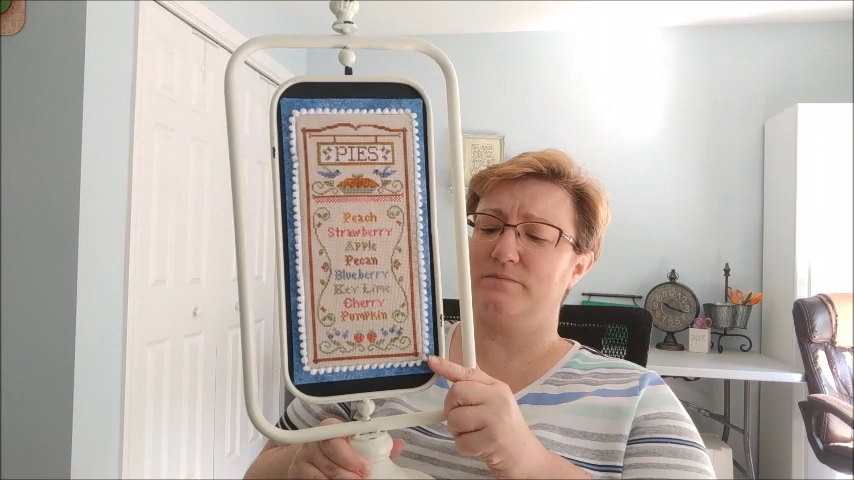 PIES
Peach
Strawberry
Apple
Pecan
Blueberry
Key Lime
Cherry
Pumpkin